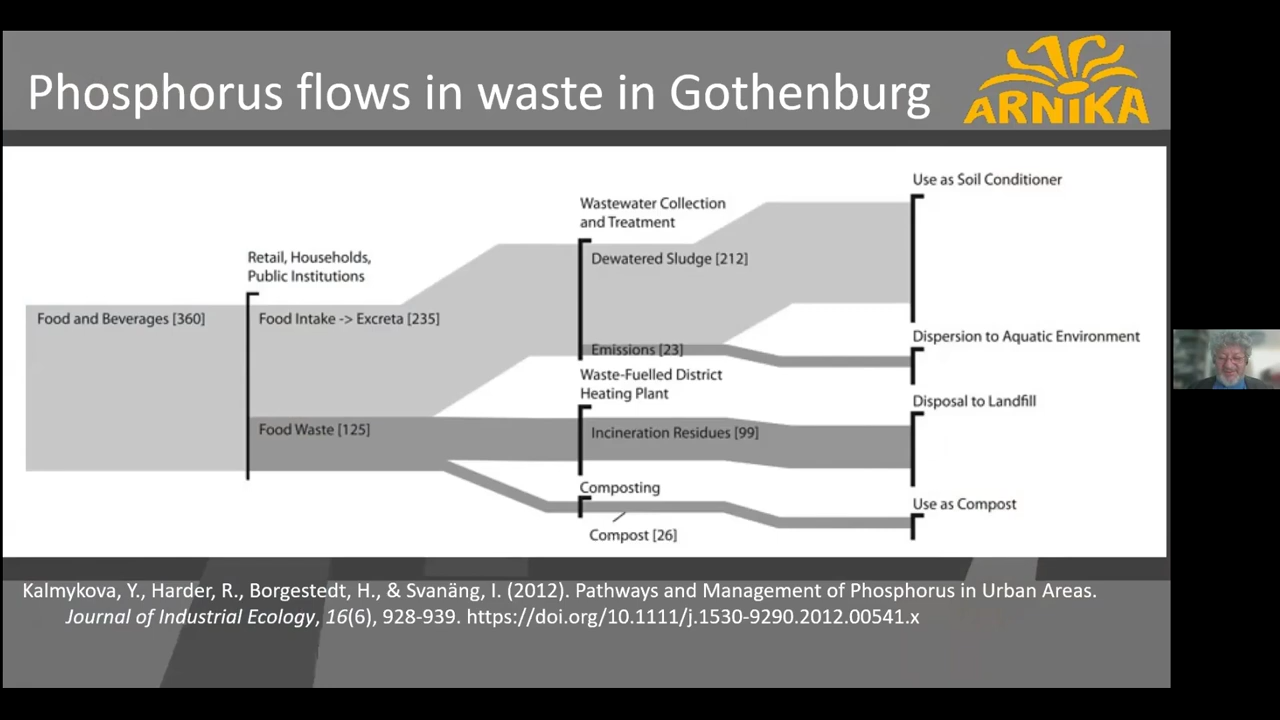 Phosphorus flows in waste in Gothenburg
ARNIKA
Use as Soil Conditioner
Wastewater Collection
and Treatment
Retail, Households,
Public Institutions
Dewatered Sludge [212]
Food and Beverages [360]
Food Intake -> Excreta [235]
Dispersion to Aquatic Environment
Emissions [23]
Waste-Fuelled District
Heating Plant
Disposal to Landfill
Food Waste [125]
Incineration Residues [99]
Composting
Use as Compost
Compost [26]
Kalmykova, Y., Harder, R., Borgestedt, H., & Svanäng, I. (2012). Pathways and Management of Phosphorus in Urban Areas.
Journal of Industrial Ecology, 16(6), 928-939. https://doi.org/10.1111/j.1530-9290.2012.00541.x